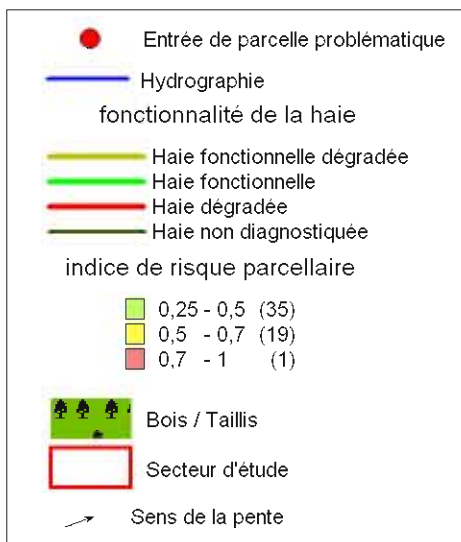 Entrée de parcelle problématique
Hydrographie
fonctionnalité de la haie
Haie fonctionnelle dégradée
Haie fonctionnelle
Haie dégradée
Haie non diagnostiquée
indice de risque parcellaire
0,25 - 0,5 (35)
0,5 - 0,7 (19)
0,7 - 1 (1)
Bois / Taillis
Secteur d'étude
Sens de la pente